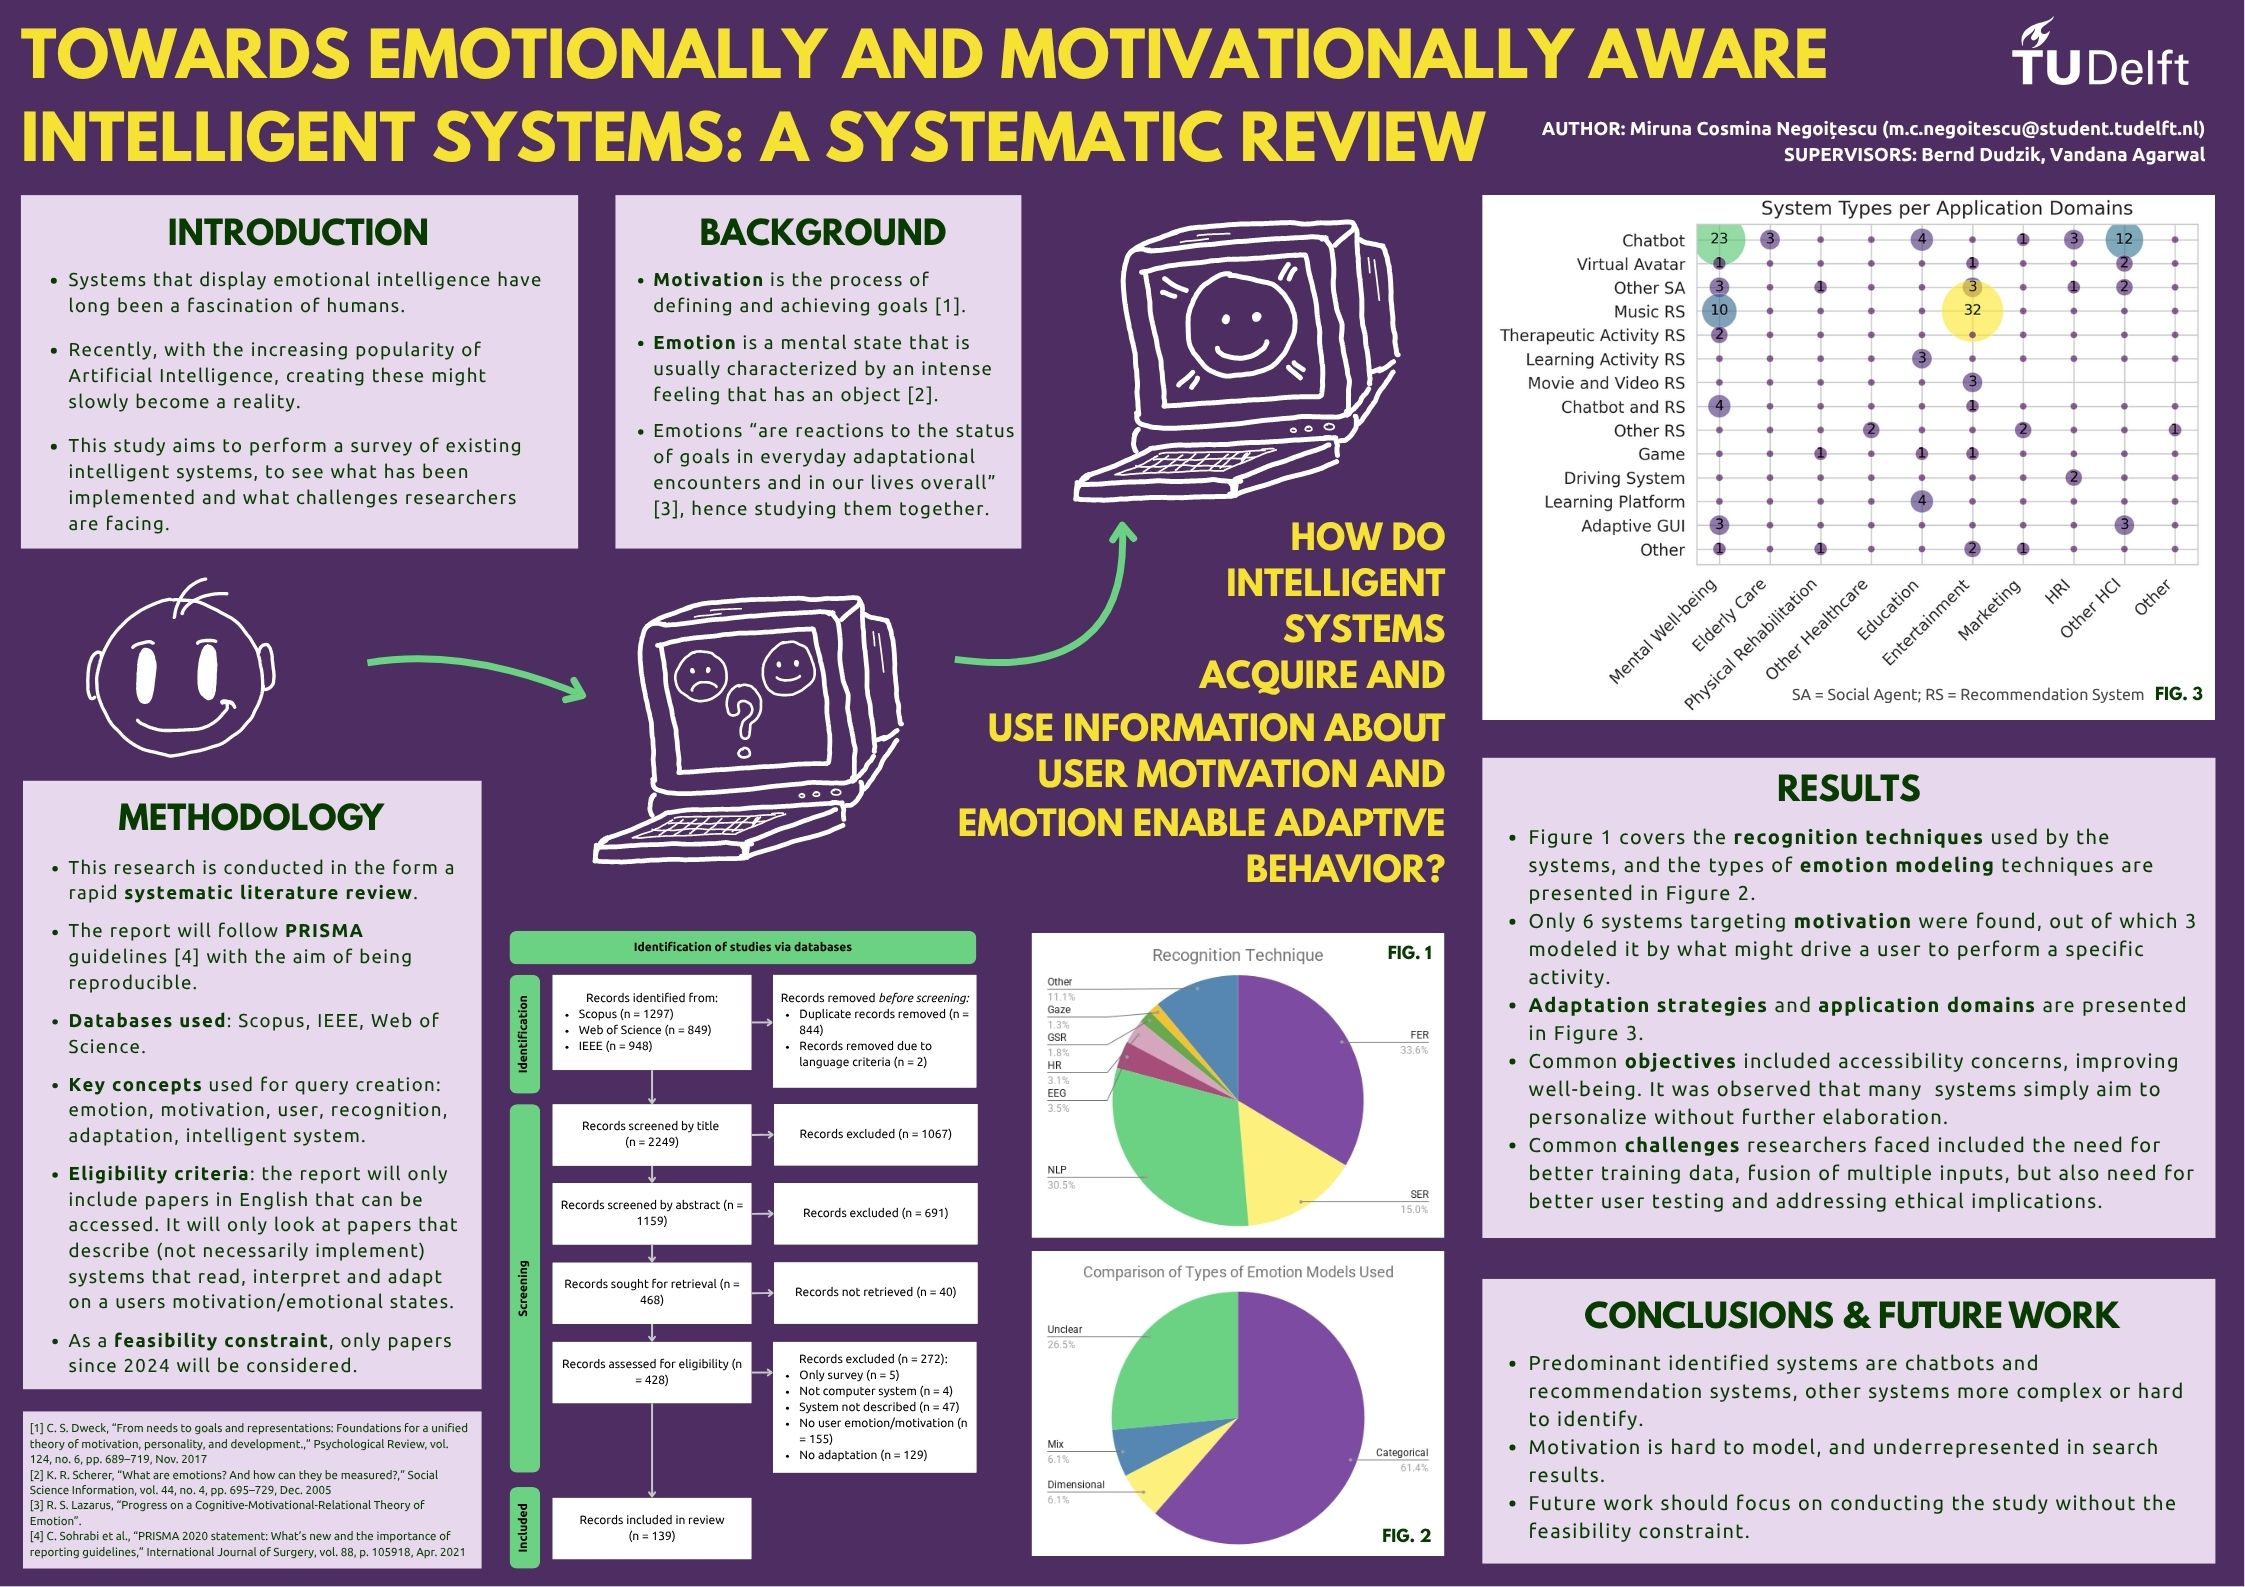 TOWARDS EMOTIONALLY AND MOTIVATIONALLY AWARE
INTELLIGENT SYSTEMS: A SYSTEMATIC REVIEW
TUDelft
AUTHOR: Miruna Cosmina Negoițescu (m.c.negoitescu@student.tudelft.nl)
SUPERVISORS: Bernd Dudzik, Vandana Agarwal
INTRODUCTION
• Systems that display emotional intelligence have
long been a fascination of humans.
• Recently, with the increasing popularity of
Artificial Intelligence, creating these might
slowly become a reality.
• This study aims to perform a survey of existing
intelligent systems, to see what has been
implemented and what challenges researchers
are facing.
BACKGROUND
• Motivation is the process of
defining and achieving goals [1].
• Emotion is a mental state that is
usually characterized by an intense
feeling that has an object [2].
• Emotions “are reactions to the status
of goals in everyday adaptational
encounters and in our lives overall”
[3], hence studying them together.
HOW DO
INTELLIGENT
SYSTEMS
ACQUIRE AND
USE INFORMATION ABOUT
USER MOTIVATION AND
EMOTION ENABLE ADAPTIVE
BEHAVIOR?
METHODOLOGY
• This research is conducted in the form a
rapid systematic literature review.
• The report will follow PRISMA
guidelines [4] with the aim of being
reproducible.
• Databases used: Scopus, IEEE, Web of
Science.
• Key concepts used for query creation:
emotion, motivation, user, recognition,
adaptation, intelligent system.
• Eligibility criteria: the report will only
include papers in English that can be
accessed. It will only look at papers that
describe (not necessarily implement)
systems that read, interpret and adapt
on a users motivation/emotional states.
• As a feasibility constraint, only papers
since 2024 will be considered.
[1] C. S. Dweck, “From needs to goals and representations: Foundations for a unified
theory of motivation, personality, and development.,” Psychological Review, vol.
124, no. 6, pp. 689–719, Nov. 2017
[2] K. R. Scherer, “What are emotions? And how can they be measured?,” Social
Science Information, vol. 44, no. 4, pp. 695–729, Dec. 2005
[3] R. S. Lazarus, “Progress on a Cognitive-Motivational-Relational Theory of
Emotion”.
[4] C. Sohrabi et al., “PRISMA 2020 statement: What’s new and the importance of
reporting guidelines,” International Journal of Surgery, vol. 88, p. 105918, Apr. 2021
Identification of studies via databases
Identification
Records identified from:
• Scopus (n = 1297)
• Web of Science (n = 849)
• IEEE (n = 948)
Records removed before screening:
• Duplicate records removed (n =
844)
• Records removed due to
language criteria (n = 2)
Screening
Records screened by title
(n = 2249)
Records excluded (n = 1067)
Records screened by abstract (n =
1159)
Records excluded (n = 691)
Records sought for retrieval (n =
468)
Records not retrieved (n = 40)
Records assessed for eligibility (n
= 428)
Records excluded (n = 272):
• Only survey (n = 5)
• Not computer system (n = 4)
• System not described (n = 47)
• No user emotion/motivation (n
= 155)
• No adaptation (n = 129)
Included
Records included in review
(n = 139)
Recognition Technique
FIG. 1
Other
11.1%
Gaze
1.3%
GSR
1.8%
HR
3.1%
EEG
3.5%
NLP
30.5%
FER
33.6%
SER
15.0%
Comparison of Types of Emotion Models Used
Unclear
26.5%
Mix
6.1%
Dimensional
6.1%
Categorical
61.4%
FIG. 2
System Types per Application Domains
Chatbot 23 3 4 1 3 12
Virtual Avatar 1 1 2
Other SA 3 1 3 1 2
Music RS 10 32
Therapeutic Activity RS 2
Learning Activity RS 3
Movie and Video RS 3
Chatbot and RS 4 1
Other RS 2 2 1
Game 1 1 1
Driving System 2
Learning Platform 4
Adaptive GUI 3 3
Other 1 1 2 1
Mental Well-being
Elderly Care
Physical Rehabilitation
Other Healthcare
Education
Entertainment
Marketing
HRI
Other HCI
Other
SA = Social Agent; RS = Recommendation System FIG. 3
RESULTS
• Figure 1 covers the recognition techniques used by the
systems, and the types of emotion modeling techniques are
presented in Figure 2.
• Only 6 systems targeting motivation were found, out of which 3
modeled it by what might drive a user to perform a specific
activity.
• Adaptation strategies and application domains are presented
in Figure 3.
• Common objectives included accessibility concerns, improving
well-being. It was observed that many systems simply aim to
personalize without further elaboration.
• Common challenges researchers faced included the need for
better training data, fusion of multiple inputs, but also need for
better user testing and addressing ethical implications.
CONCLUSIONS & FUTURE WORK
• Predominant identified systems are chatbots and
recommendation systems, other systems more complex or hard
to identify.
• Motivation is hard to model, and underrepresented in search
results.
• Future work should focus on conducting the study without the
feasibility constraint.